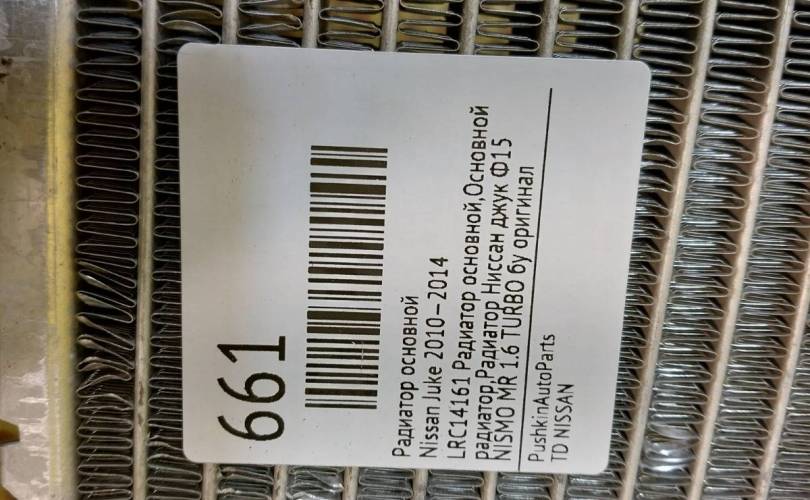 661
Радиатор основной
Nissan Juke 2010-2014
LRC14161 Радиатор основной,Основной
радиатор,Радиатор Ниссан джук Ф15
NISMO MR 1.6 TURBO бу оригинал
PushkinAutoParts
TD NISSAN